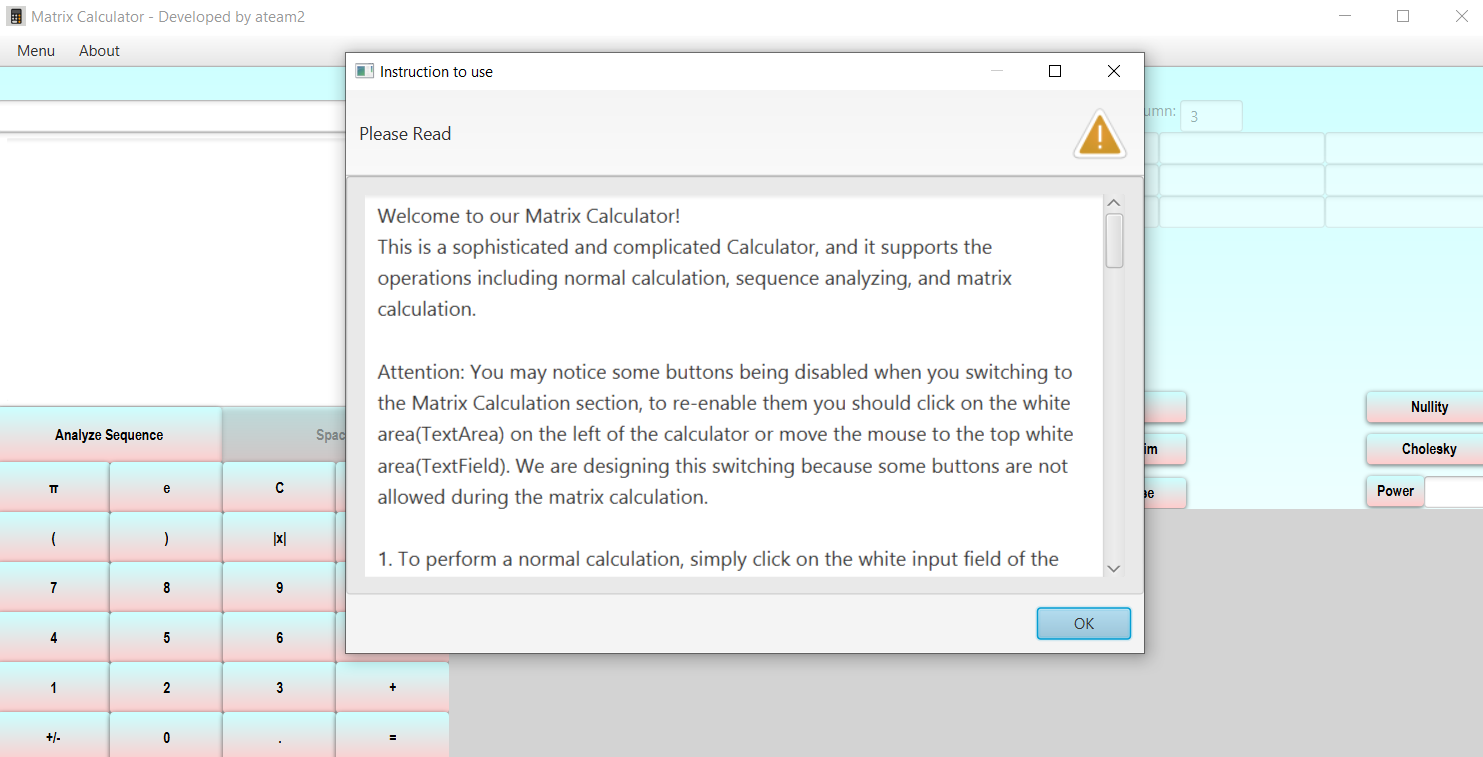 Matrix Calculator - Developed by ateam2
Menu About
Instruction to use
Please Read
Welcome to our Matrix Calculator!
This is a sophisticated and complicated Calculator, and it supports the
operations including normal calculation, sequence analyzing, and matrix
calculation.
Attention: You may notice some buttons being disabled when you switching to
the Matrix Calculation section, to re-enable them you should click on the white
area(TextArea) on the left of the calculator or move the mouse to the top white
area(TextField). We are designing this switching because some buttons are not
allowed during the matrix calculation.
1. To perform a normal calculation, simply click on the white input field of the
OK
umn: 3
Analyze Sequence Spac
π e C
( ) |x|
7 8 9
4 5 6
1 2 3 +
+/- 0 . =
Nullity
im Cholesky
Power